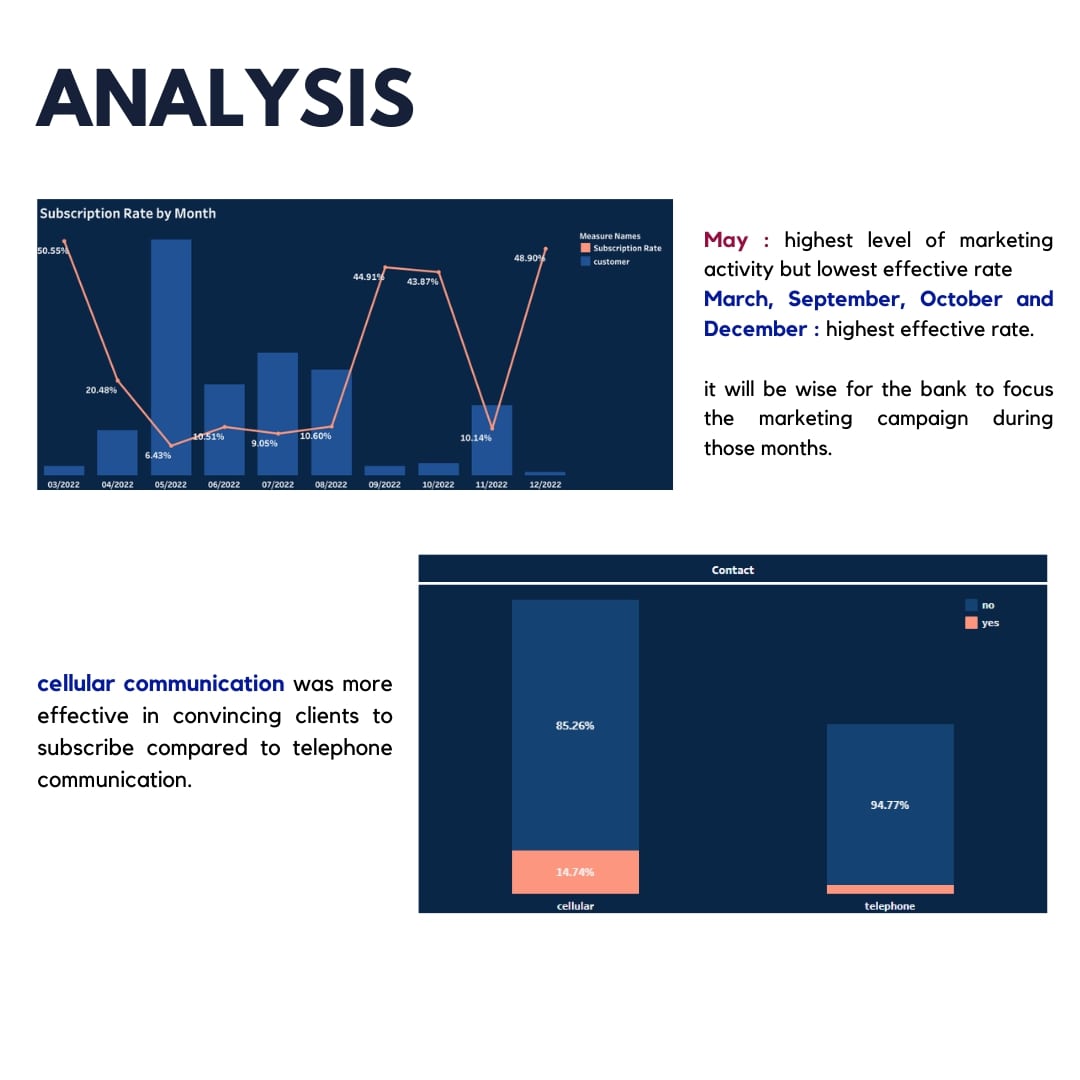 ANALYSIS
Subscription Rate by Month
Measure Names
Subscription Rate
customer
50.55%
20.48%
6.43%
10.51%
9.05%
10.60%
44.91%
43.87%
10.14%
48.90%
03/2022 04/2022 05/2022 06/2022 07/2022 08/2022 09/2022 10/2022 11/2022 12/2022
May : highest level of marketing
activity but lowest effective rate
March, September, October and
December : highest effective rate.
it will be wise for the bank to focus
the marketing campaign during
those months.
cellular communication was more
effective in convincing clients to
subscribe compared to telephone
communication.
Contact
no
yes
85.26%
14.74%
94.77%
cellular telephone